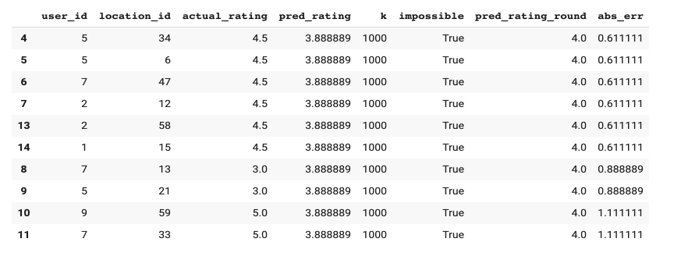 user_id location_id actual_rating pred_rating k impossible pred_rating_round abs_err
4 5 34 4.5 3.888889 1000 True 4.0 0.611111
5 5 6 4.5 3.888889 1000 True 4.0 0.611111
6 7 47 4.5 3.888889 1000 True 4.0 0.611111
7 2 12 4.5 3.888889 1000 True 4.0 0.611111
13 2 58 4.5 3.888889 1000 True 4.0 0.611111
14 1 15 4.5 3.888889 1000 True 4.0 0.611111
8 7 13 3.0 3.888889 1000 True 4.0 0.888889
9 5 21 3.0 3.888889 1000 True 4.0 0.888889
10 9 59 5.0 3.888889 1000 True 4.0 1.111111
11 7 33 5.0 3.888889 1000 True 4.0 1.111111